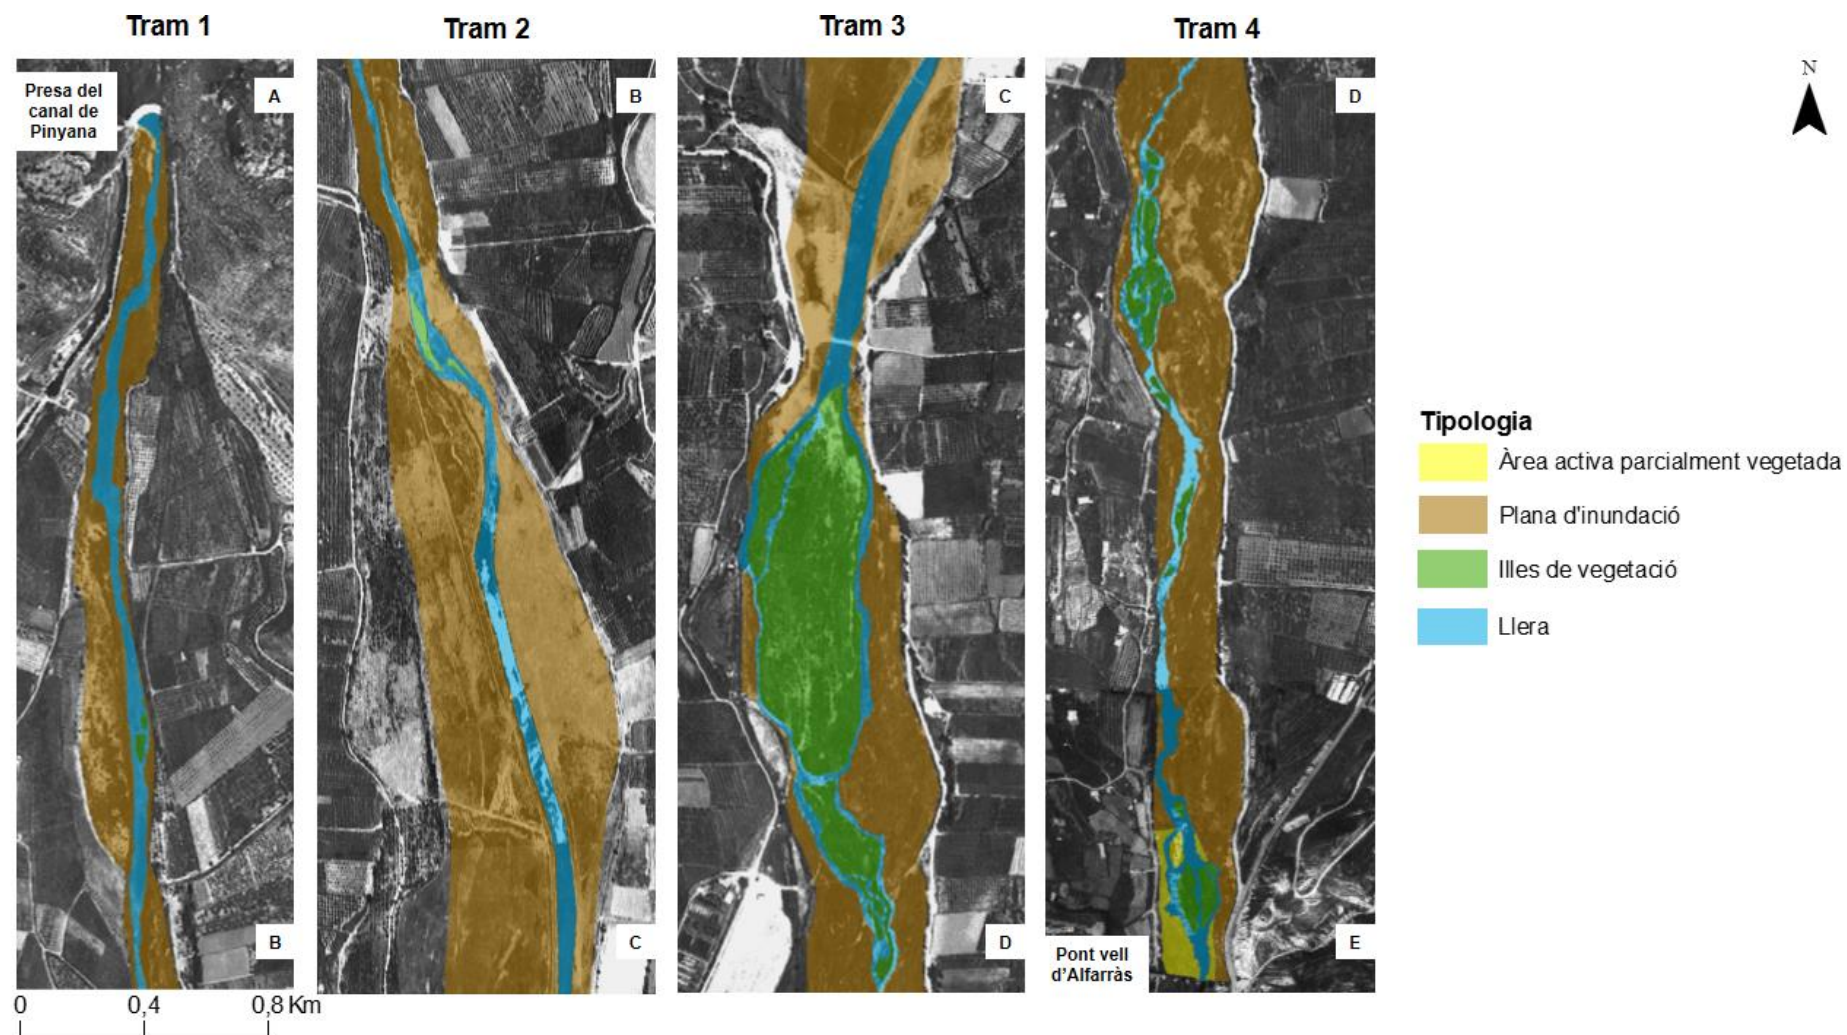 Tram 1
Tram 2
Tram 3
Tram 4
Presa del
canal de
Pinyana
A
B
C
D
N
Tipologia
Àrea activa parcialment vegetada
Plana d'inundació
Illes de vegetació
Llera
B
C
D
Pont vell
d'Alfarràs
E
0
0,4
0,8 Km